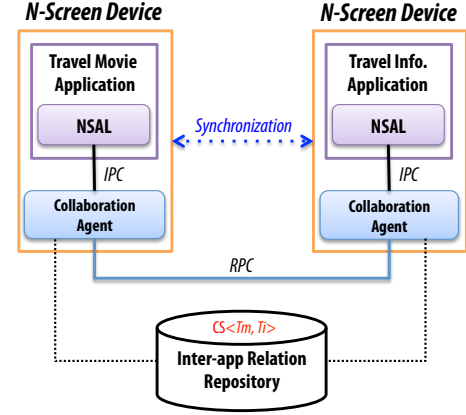 N-Screen Device
N-Screen Device
Travel Movie
Application
NSAL
Travel Info.
Application
NSAL
Synchronization
IPC
IPC
Collaboration
Agent
Collaboration
Agent
RPC
CS<Tm, Ti>
Inter-app Relation
Repository